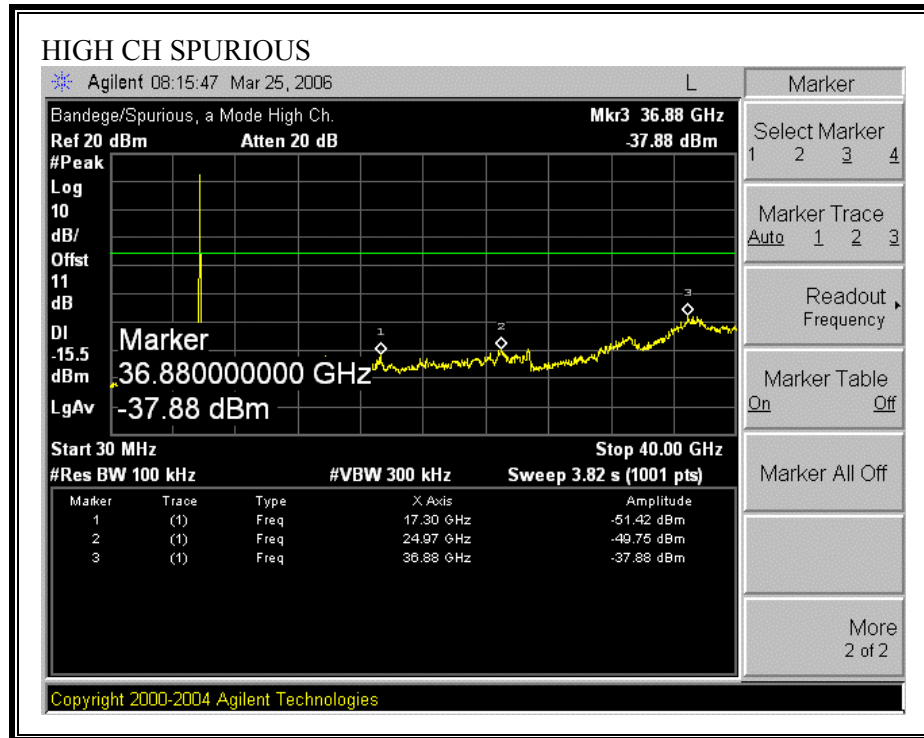 HIGH CH SPURIOUS
Agilent 08:15:47 Mar 25, 2006 L
Bandege/Spurious, a Mode High Ch. Mkr3 36.88 GHz
Ref 20 dBm Atten 20 dB -37.88 dBm
#Peak
Log
10
dB/
Offst
11
dB
DI
-15.5
dBm
LgAv
1
2
3
Marker
36.880000000 GHz
-37.88 dBm
Start 30 MHz Stop 40.00 GHz
#Res BW 100 kHz #VBW 300 kHz Sweep 3.82 s (1001 pts)
Marker Trace Type X Axis Amplitude
1 (1) Freq 17.30 GHz -51.42 dBm
2 (1) Freq 24.97 GHz -49.75 dBm
3 (1) Freq 36.88 GHz -37.88 dBm
Marker
Select Marker
1 2 3 4
Marker Trace
Auto 1 2 3
Readout
Frequency
Marker Table
On Off
Marker All Off
More
2 of 2
Copyright 2000-2004 Agilent Technologies